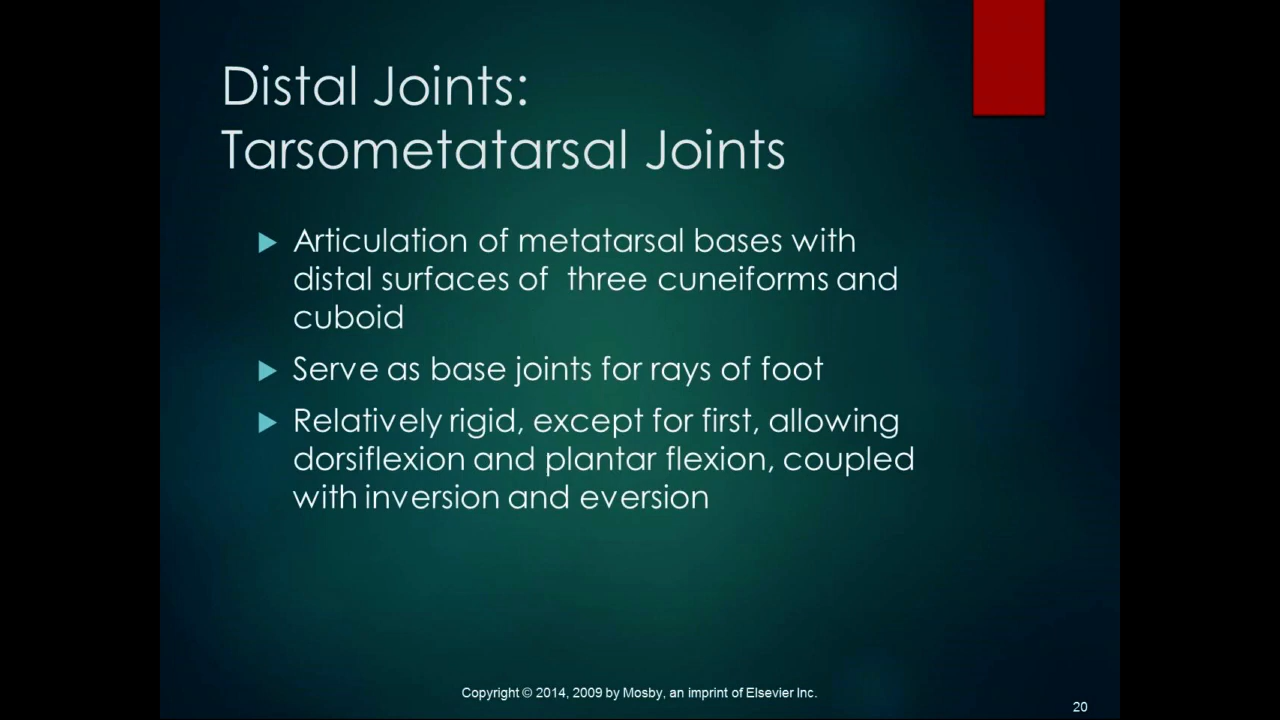 Distal Joints:
Tarsometatarsal Joints
Articulation of metatarsal bases with
distal surfaces of three cuneiforms and
cuboid
Serve as base joints for rays of foot
Relatively rigid, except for first, allowing
dorsiflexion and plantar flexion, coupled
with inversion and eversion
Copyright © 2014, 2009 by Mosby, an imprint of Elsevier Inc.
20